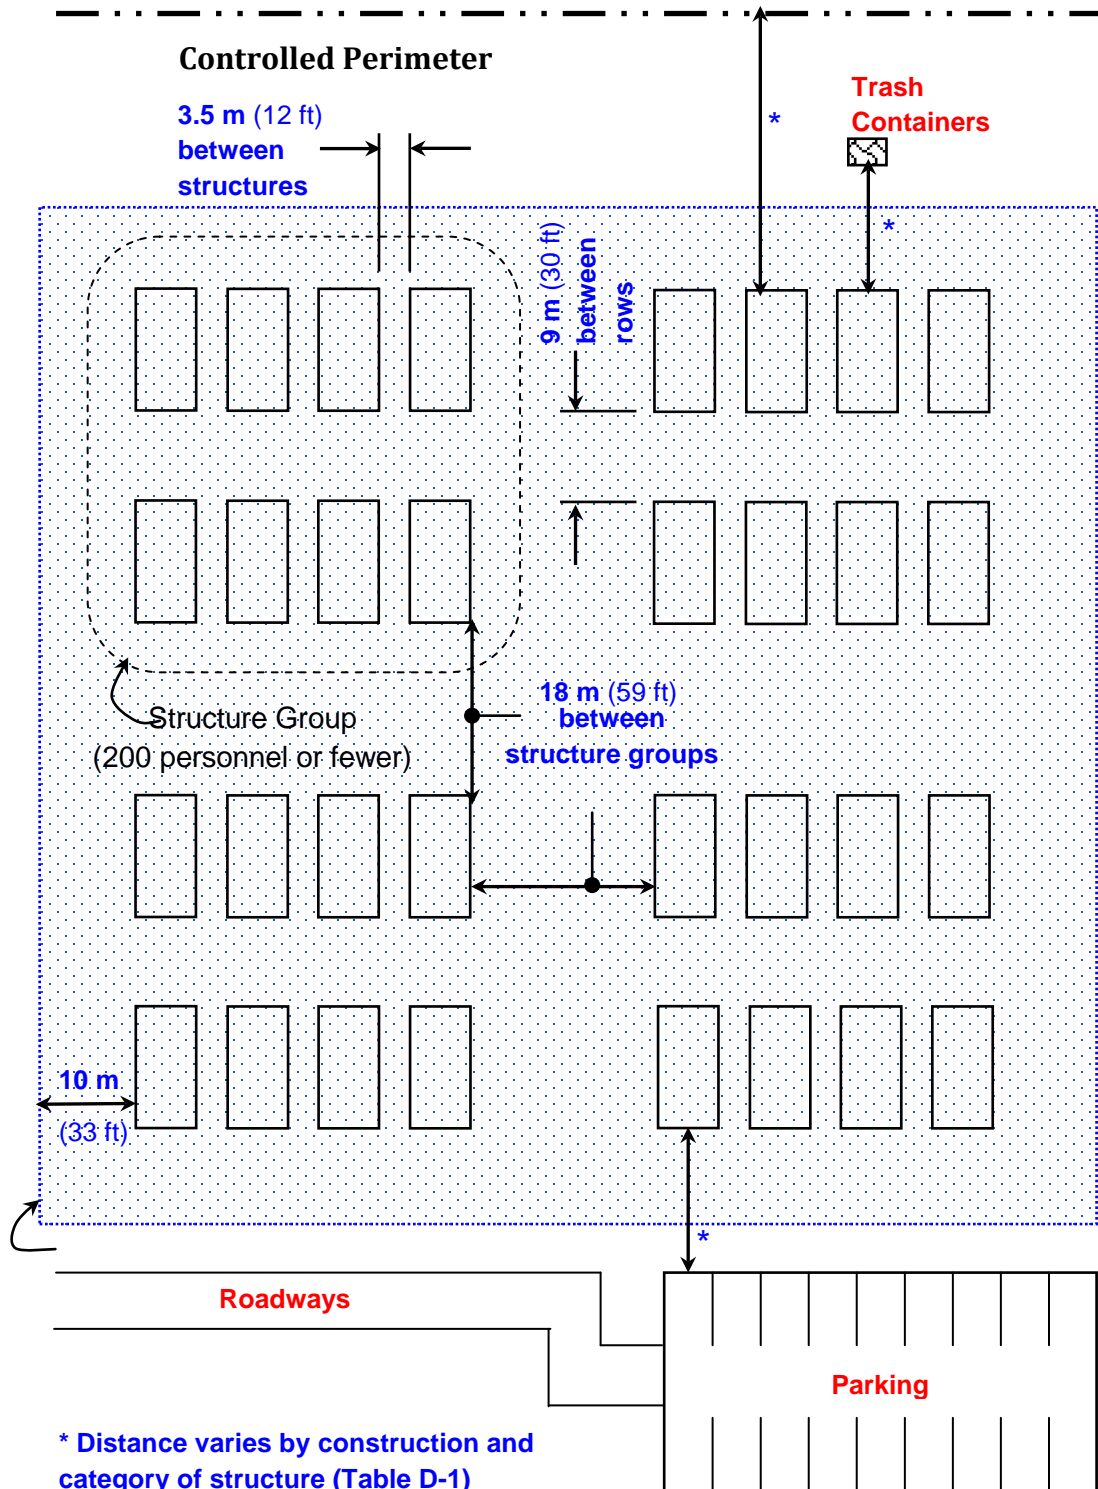 Controlled Perimeter
3.5 m (12 ft)
between
structures
*
Trash
Containers
*
9 m (30 ft)
between
rows
Structure Group
(200 personnel or fewer)
18 m (59 ft)
between
structure groups
10 m
(33 ft)
*
Roadways
Parking
* Distance varies by construction and
category of structure (Table D-1)